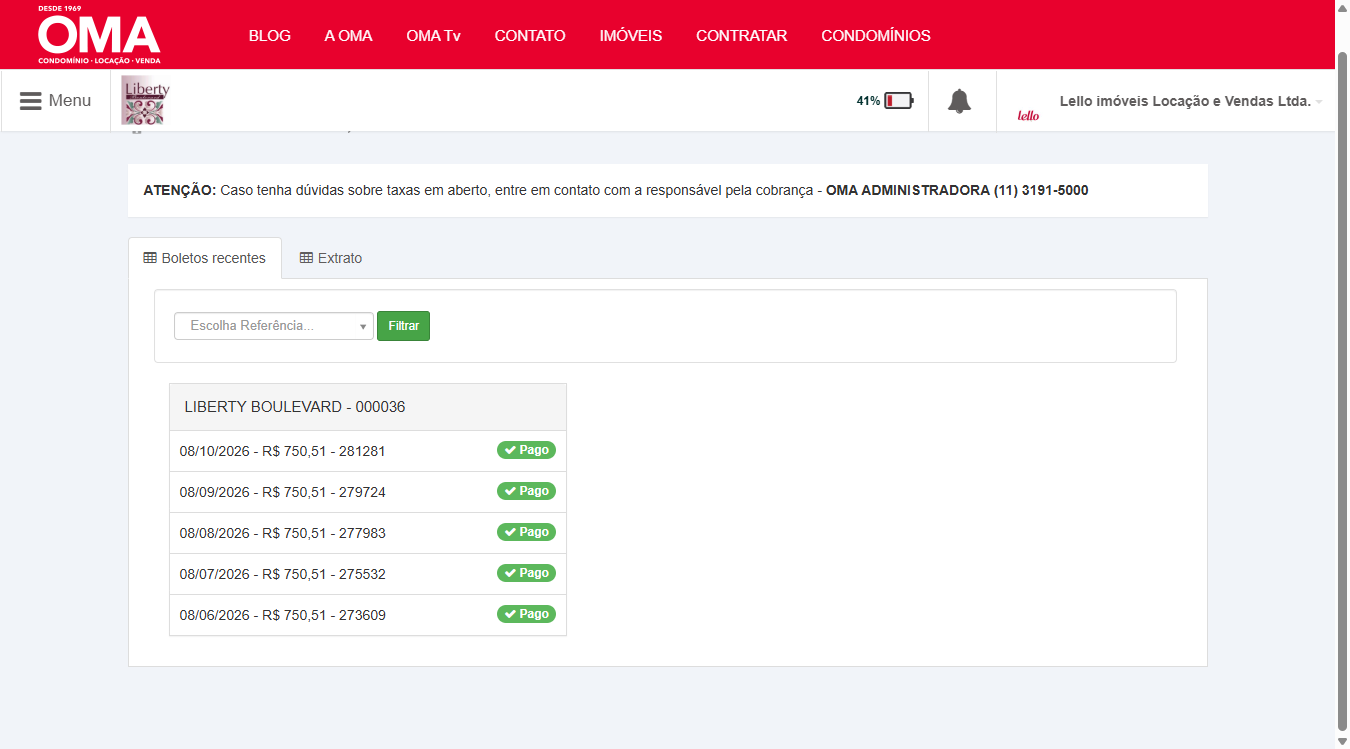 DESDE 1969
OMA
CONDOMÍNIO · LOCAÇÃO · VENDA
BLOG A OMA OMA Tv CONTATO IMÓVEIS CONTRATAR CONDOMÍNIOS
Menu
Liberty
41%
lello
Lello imóveis Locação e Vendas Ltda.
ATENÇÃO: Caso tenha dúvidas sobre taxas em aberto, entre em contato com a responsável pela cobrança - OMA ADMINISTRADORA (11) 3191-5000
Boletos recentes Extrato
Escolha Referência... Filtrar
LIBERTY BOULEVARD - 000036
08/10/2026 - R$ 750,51 - 281281 Pago
08/09/2026 - R$ 750,51 - 279724 Pago
08/08/2026 - R$ 750,51 - 277983 Pago
08/07/2026 - R$ 750,51 - 275532 Pago
08/06/2026 - R$ 750,51 - 273609 Pago